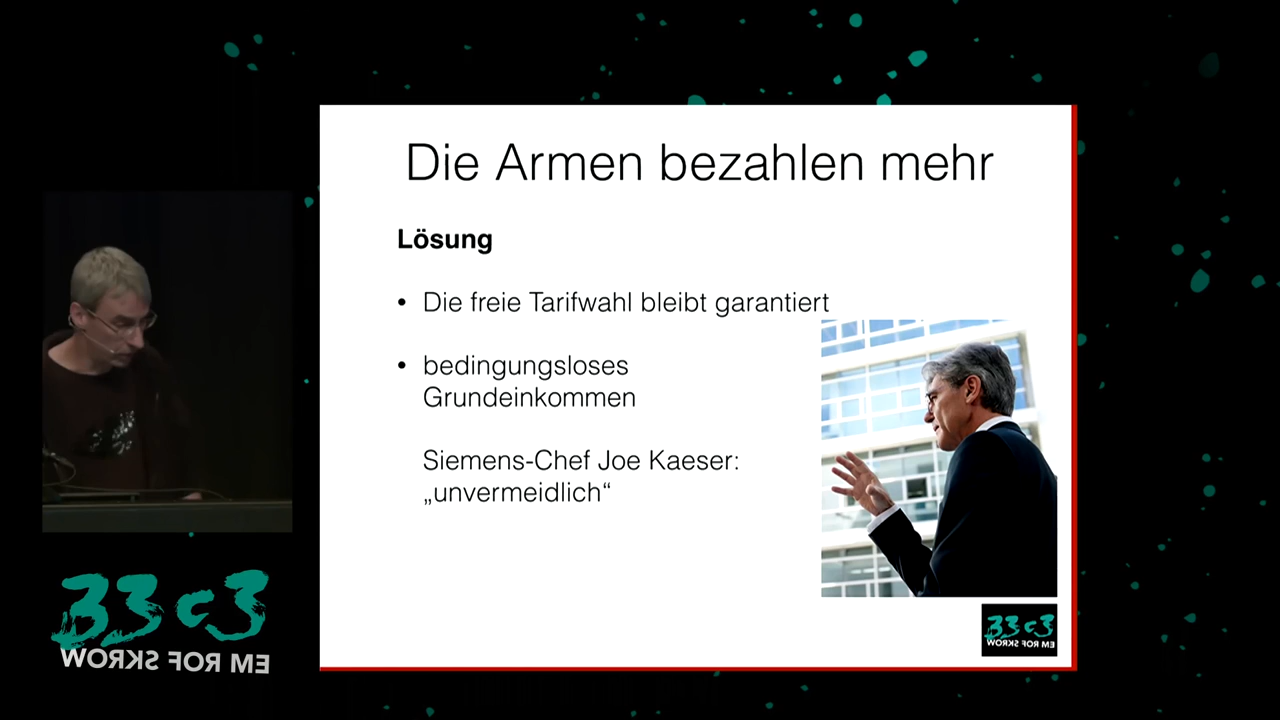 Die Armen bezahlen mehr
Lösung
• Die freie Tarifwahl bleibt garantiert
• bedingungsloses
Grundeinkommen
Siemens-Chef Joe Kaeser:
„unvermeidlich“
33c3
WORKS FOR ME
33c3
WORKS FOR ME